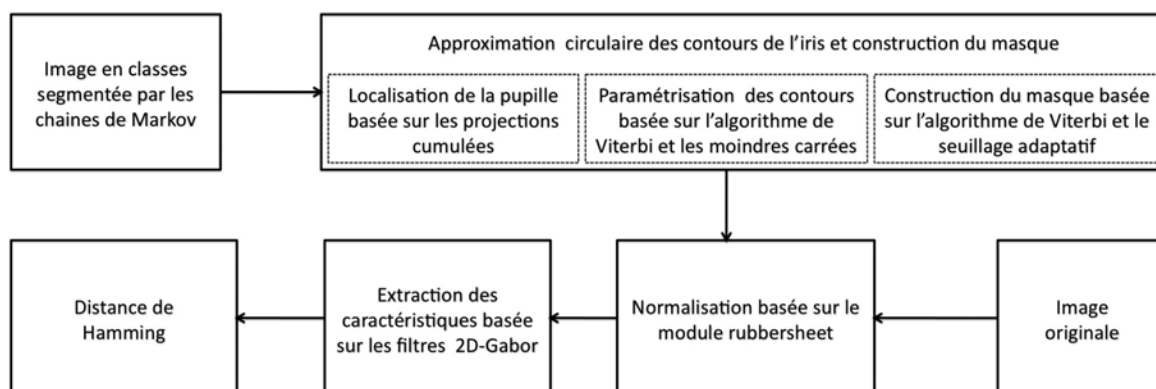 Image en classes
segmentée par les
chaines de Markov
Approximation circulaire des contours de l'iris et construction du masque
Localisation de la pupille
basée sur les projections
cumulées
Paramétrisation des contours
basée sur l'algorithme de
Viterbi et les moindres carrées
Construction du masque basée
sur l'algorithme de Viterbi et le
seuillage adaptatif
Distance de
Hamming
Extraction des
caractéristiques basée
sur les filtres 2D-Gabor
Normalisation basée sur le
module rubbersheet
Image
originale